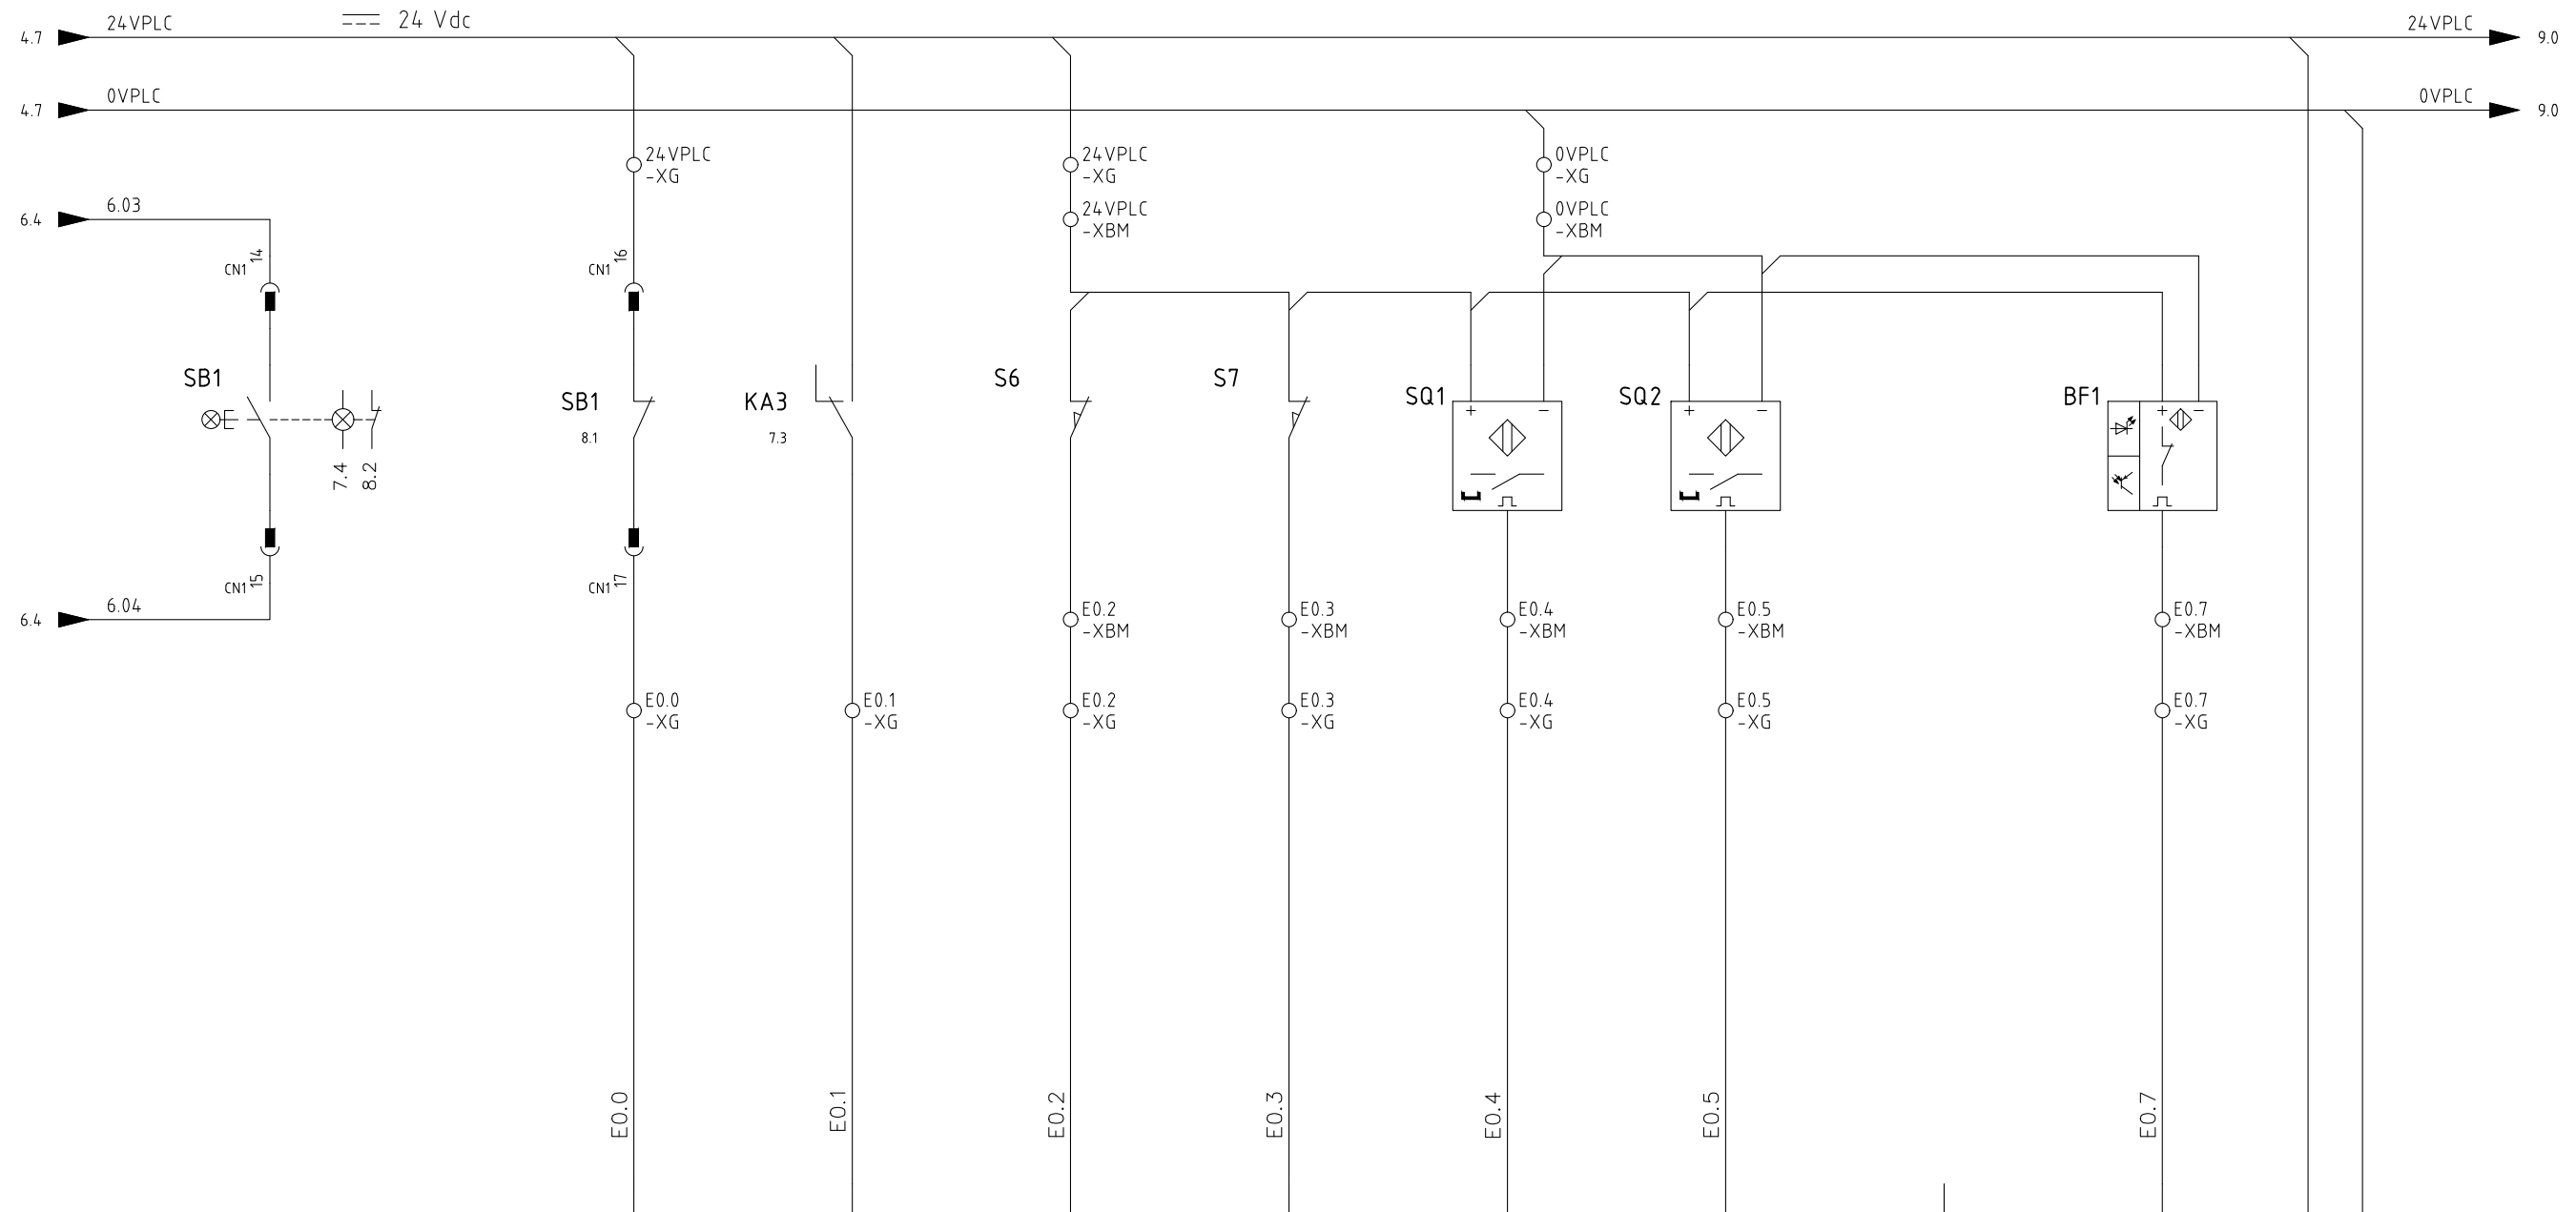 24 Vdc
4.7 24VPLC 24VPLC 9.0
4.7 0VPLC 0VPLC 9.0
24VPLC
-XG
24VPLC
-XG
0VPLC
-XG
6.4 6.03
24VPLC
-XBM
0VPLC
-XBM
CN1 14
CN1 16
SB1
SB1
8.1
KA3
7.3
S6
S7
SQ1
+ -
SQ2
+ -
BF1
+ -
7.4
8.2
CN1 15
CN1 17
6.4 6.04
E0.2
-XBM
E0.3
-XBM
E0.4
-XBM
E0.5
-XBM
E0.7
-XBM
E0.0
-XG
E0.1
-XG
E0.2
-XG
E0.3
-XG
E0.4
-XG
E0.5
-XG
E0.7
-XG
E0.0
E0.1
E0.2
E0.3
E0.4
E0.5
E0.7